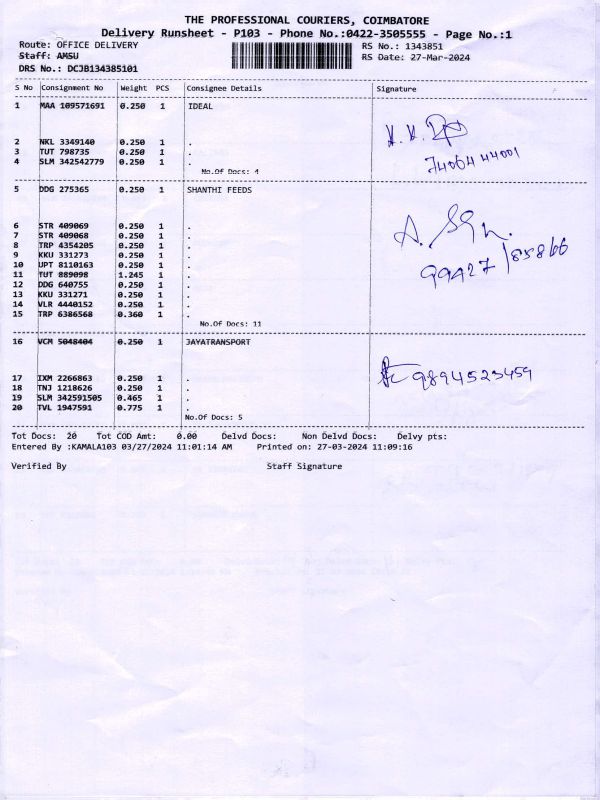 THE PROFESSIONAL COURIERS, COIMBATORE
Delivery Runsheet - P103 - Phone No.:0422-3505555 - Page No.:1
Route: OFFICE DELIVERY RS No.: 1343851
Staff: AMSU RS Date: 27-Mar-2024
DRS No.: DCJB134385101
S No Consignment No Weight PCS Consignee Details Signature
1 MAA 109571691 0.250 1 IDEAL
2 NKL 3349140 0.250 1 .
3 TUT 798735 0.250 1 .
4 SLM 342542779 0.250 1 .
No.Of Docs: 4
7406444001
5 DDG 275365 0.250 1 SHANTHI FEEDS
6 STR 409069 0.250 1 .
7 STR 409068 0.250 1 .
8 TRP 4354205 0.250 1 .
9 KKU 331273 0.250 1 .
10 UPT 8110163 0.250 1 .
11 TUT 889098 1.245 1 .
12 DDG 640755 0.250 1 .
13 KKU 331271 0.250 1 .
14 VLR 4440152 0.250 1 .
15 TRP 6386568 0.360 1 .
No.Of Docs: 11
16 VCM 5048404 0.250 1 JAYATRANSPORT
17 IXM 2266863 0.250 1 .
9894523459
18 TNJ 1218626 0.250 1 .
19 SLM 342591505 0.465 1 .
20 TVL 1947591 0.775 1 .
No.Of Docs: 5
Tot Docs: 20 Tot COD Amt: 0.00 Delvd Docs: Non Delvd Docs: Delvy pts:
Entered By :KAMALA103 03/27/2024 11:01:14 AM Printed on: 27-03-2024 11:09:16
Verified By Staff Signature